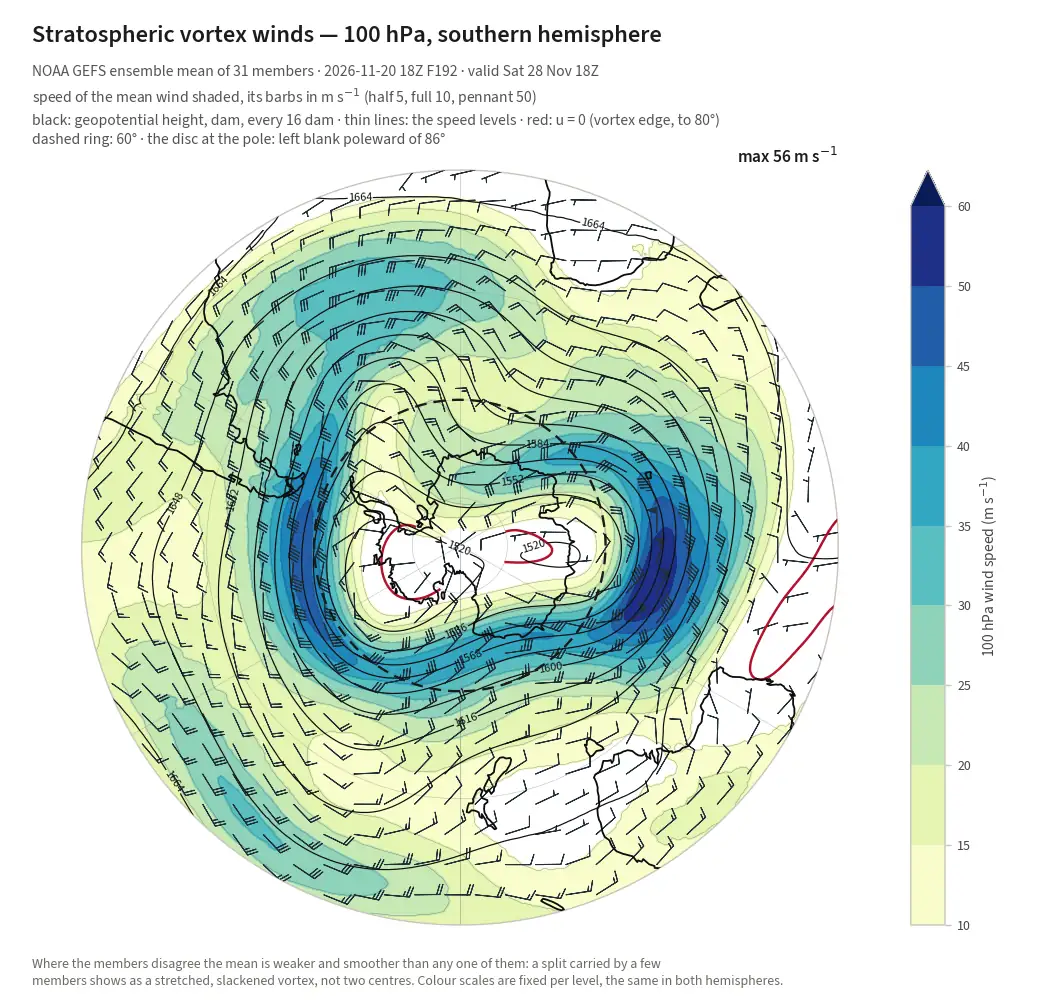 Stratospheric vortex winds — 100 hPa, southern hemisphere
NOAA GEFS ensemble mean of 31 members · 2026-11-20 18Z F192 · valid Sat 28 Nov 18Z
speed of the mean wind shaded, its barbs in m s⁻¹ (half 5, full 10, pennant 50)
black: geopotential height, dam, every 16 dam · thin lines: the speed levels · red: u = 0 (vortex edge, to 80°)
dashed ring: 60° · the disc at the pole: left blank poleward of 86°
max 56 m s⁻¹
1664
1664
1664
1584
1552
1648
1632
1520
1520
1536
1568
1600
1616
1664
60
50
45
40
35
30
25
20
15
10
100 hPa wind speed (m s⁻¹)
Where the members disagree the mean is weaker and smoother than any one of them: a split carried by a few
members shows as a stretched, slackened vortex, not two centres. Colour scales are fixed per level, the same in both hemispheres.